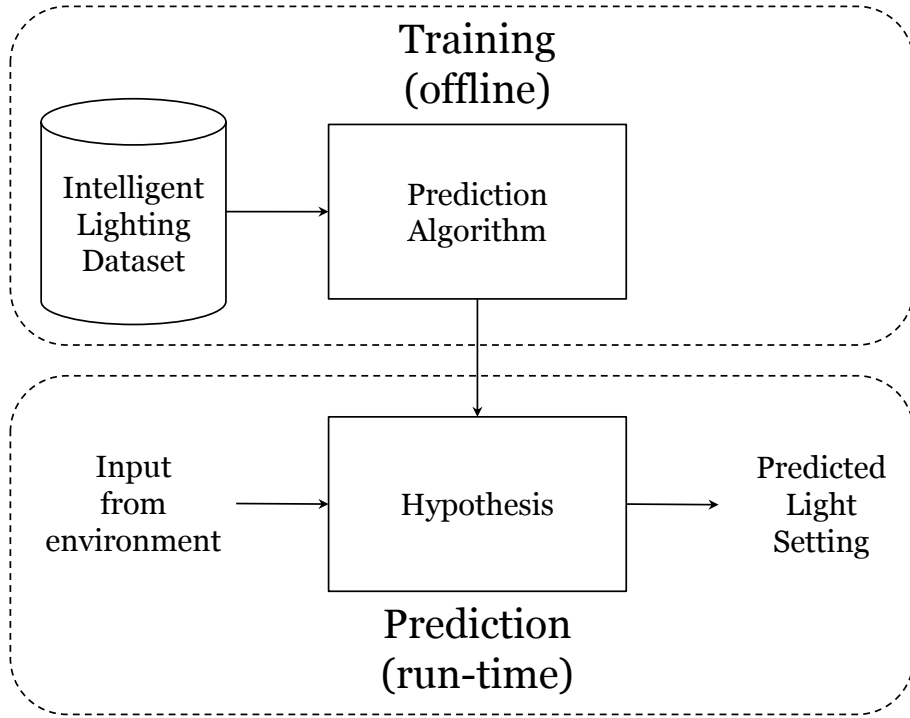 Training
(offline)
Intelligent
Lighting
Dataset
Prediction
Algorithm
Input
from
environment
Hypothesis
Predicted
Light
Setting
Prediction
(run-time)